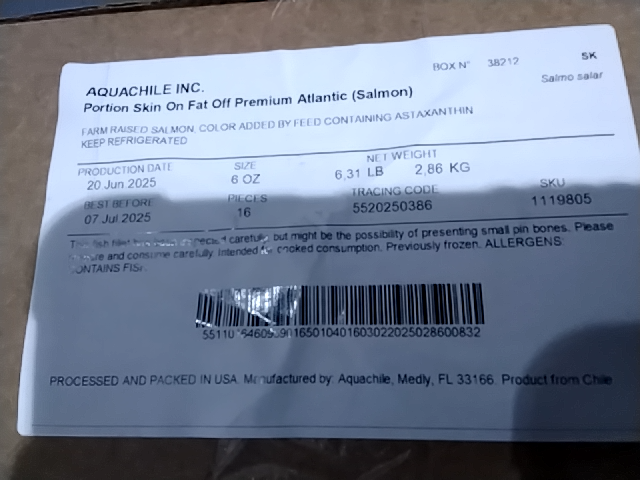 BOX N° 38212 SK
AQUACHILE INC. Salmo salar
Portion Skin On Fat Off Premium Atlantic (Salmon)
FARM RAISED SALMON, COLOR ADDED BY FEED CONTAINING ASTAXANTHIN
KEEP REFRIGERATED
PRODUCTION DATE SIZE NET WEIGHT
20 Jun 2025 6 OZ 6,31 LB 2,86 KG
BEST BEFORE PIECES TRACING CODE SKU
07 Jul 2025 16 5520250386 1119805
fish carefuly but might be the possibility of presenting small pin bones. Please
and consume carefully. Intended cooked consumption. Previously frozen. ALLERGENS:
PROCESSED AND PACKED IN USA. Manufactured by: Aquachile, Medly, FL 33166. Product from Chile